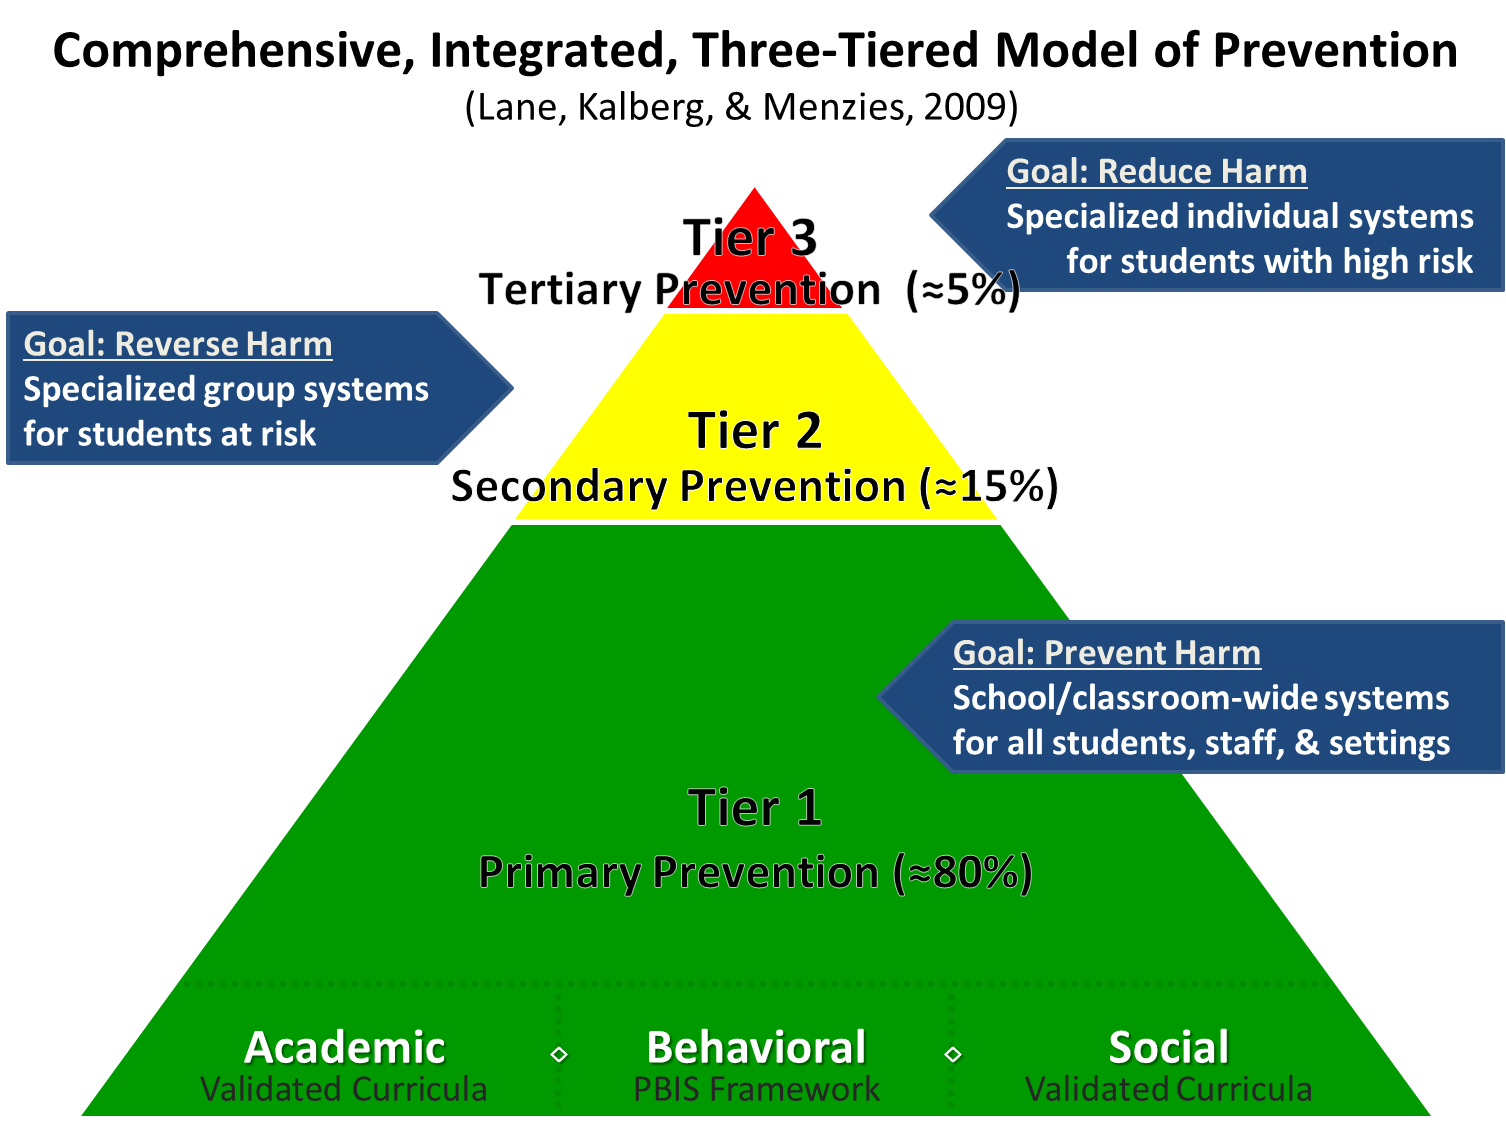 Comprehensive, Integrated, Three-Tiered Model of Prevention
(Lane, Kalberg, & Menzies, 2009)
Goal: Reduce Harm
Specialized individual systems
for students with high risk
Tier 3
Tertiary Prevention (≈5%)
Goal: Reverse Harm
Specialized group systems
for students at risk
Tier 2
Secondary Prevention (≈15%)
Goal: Prevent Harm
School/classroom-wide systems
for all students, staff, & settings
Tier 1
Primary Prevention (≈80%)
Academic ◇ Behavioral ◇ Social
Validated Curricula PBIS Framework Validated Curricula